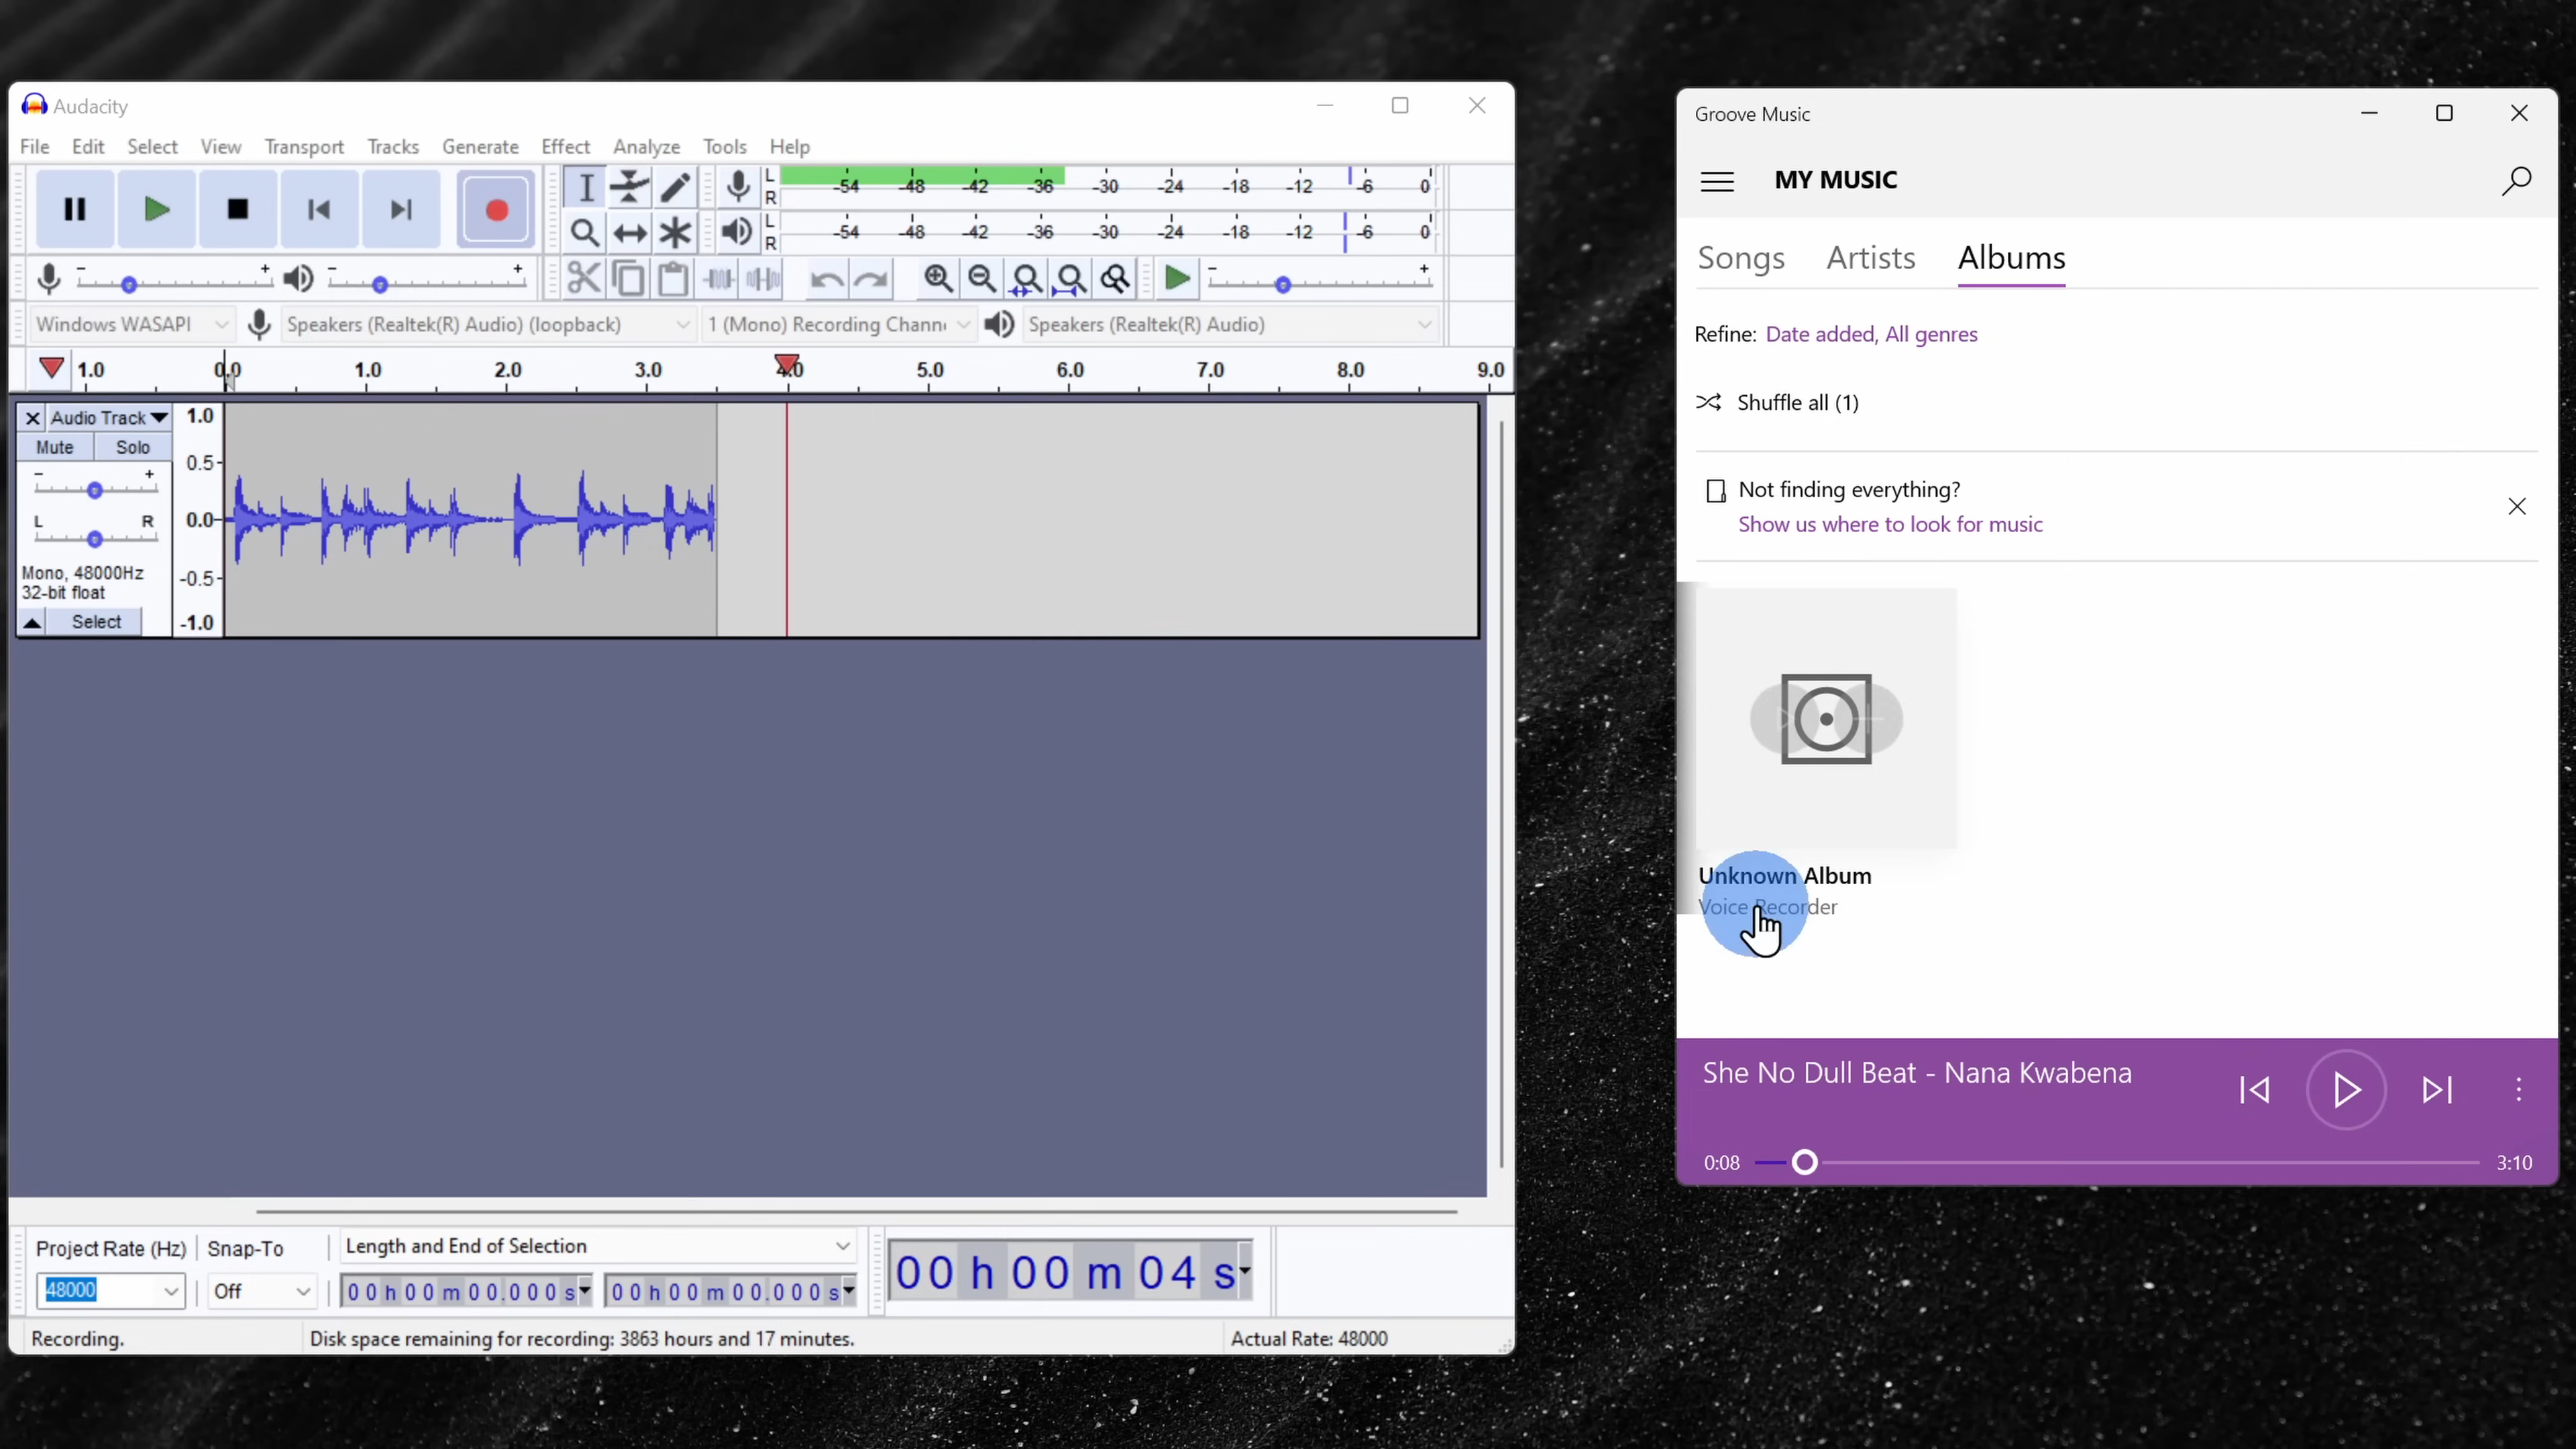 Audacity
File Edit Select View Transport Tracks Generate Effect Analyze Tools Help
L
R
-54 -48 -42 -36 -30 -24 -18 -12 -6 0
L
R
-54 -48 -42 -36 -30 -24 -18 -12 -6 0
- + - + - +
Windows WASAPI Speakers (Realtek(R) Audio) (loopback) 1 (Mono) Recording Chann Speakers (Realtek(R) Audio)
1.0 0.0 1.0 2.0 3.0 4.0 5.0 6.0 7.0 8.0 9.0
Audio Track 1.0
Mute Solo
0.5
- +
L R 0.0
Mono, 48000Hz
32-bit float -0.5
Select -1.0
Project Rate (Hz) Snap-To Length and End of Selection
48000 Off 00 h 00 m 00.000 s 00 h 00 m 00.000 s
00 h 00 m 04 s
Recording. Disk space remaining for recording: 3863 hours and 17 minutes. Actual Rate: 48000
Groove Music
MY MUSIC
Songs Artists Albums
Refine: Date added, All genres
Shuffle all (1)
Not finding everything?
Show us where to look for music
Unknown Album
Voice Recorder
She No Dull Beat - Nana Kwabena
0:08 3:10